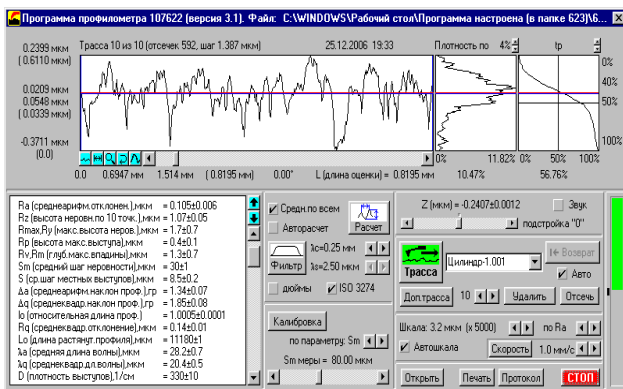 Программа профилометра 107622 (версия 3.1). Файл: C:\WINDOWS\Рабочий стол\Программа настроена (в папке 623)\6...
0.2399 мкм
( 0.6110 мкм)
Трасса 10 из 10 (отсечек 592, шаг 1.387 мкм) 25.12.2006 19:33
Плотность по 4% tp
0.0209 мкм
0.0548 мкм
( 0.0339 мкм)
-0.3711 мкм
(0.0)
0%
40%
50%
100%
0.0 0.6947 мм 1.514 мм ( 0.8195 мм) 0.00° L (длина оценки) = 0.8195 мм
0% 11.82% 0% 50% 100%
10.47% 56.76%
Ra (среднеарифм.отклонен.),мкм = 0.105±0.006
Rz (высота неровн.по 10 точк.),мкм = 1.07±0.05
Rmax,Ry (макс.высота неров.),мкм = 1.7±0.7
Rp (высота макс.выступа),мкм = 0.4±0.1
Rv,Rm (глуб.макс.впадины),мкм = 1.3±0.7
Sm (средний шаг неровности),мкм = 30±1
S (ср.шаг местных выступов),мкм = 8.5±0.2
Δa (среднеарифм.наклон проф.),гр = 1.34±0.07
Δq (среднеквадр.наклон проф.),гр = 1.85±0.08
lo (относительная длина проф.) = 1.0005±0.0001
Rq (среднеквадр.отклонение),мкм = 0.14±0.01
Lo (длина растянут.профиля),мкм = 11180±1
λa (средняя длина волны),мкм = 28.2±0.7
λq (среднеквадр.дл.волны),мкм = 20.4±0.5
D (плотность выступов),1/см = 330±10
Средн.по всем
Авторасчет
Расчет
Фильтр
λc=0.25 мм
λs=2.50 мкм
дюймы ISO 3274
Калибровка
по параметру: Sm
Sm меры = 80.00 мкм
Z (мкм) = -0.2407±0.0012 Звук
подстройка "0"
Трасса
Цилиндр-1.001
Возврат
Авто
Доп.трасса 10 Удалить Отсечь
Шкала: 3.2 мкм (x 5000) по Ra
Автошкала Скорость 1.0 мм/с
Открыть Печать Протокол СТОП